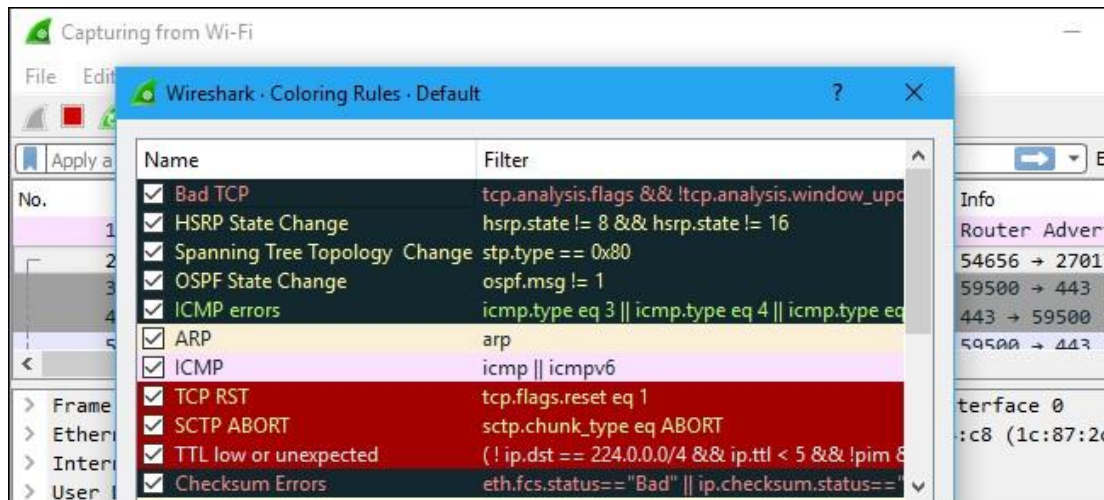 Capturing from Wi-Fi
File Edit
Wireshark · Coloring Rules · Default ? ×
Apply a
Name Filter
No. Info
Bad TCP tcp.analysis.flags && !tcp.analysis.window_upd
1 Router Adver
HSRP State Change hsrp.state != 8 && hsrp.state != 16
2 54656 → 2701
Spanning Tree Topology Change stp.type == 0x80
3 59500 → 443
OSPF State Change ospf.msg != 1
4 443 → 59500
ICMP errors icmp.type eq 3 || icmp.type eq 4 || icmp.type eq
5 59500 → 443
ARP arp
ICMP icmp || icmpv6
TCP RST tcp.flags.reset eq 1
Frame terface 0
SCTP ABORT sctp.chunk_type eq ABORT
Ether :c8 (1c:87:2
TTL low or unexpected ( ! ip.dst == 224.0.0.0/4 && ip.ttl < 5 && !pim &
Inter
Checksum Errors eth.fcs.status=="Bad" || ip.checksum.status=="
User